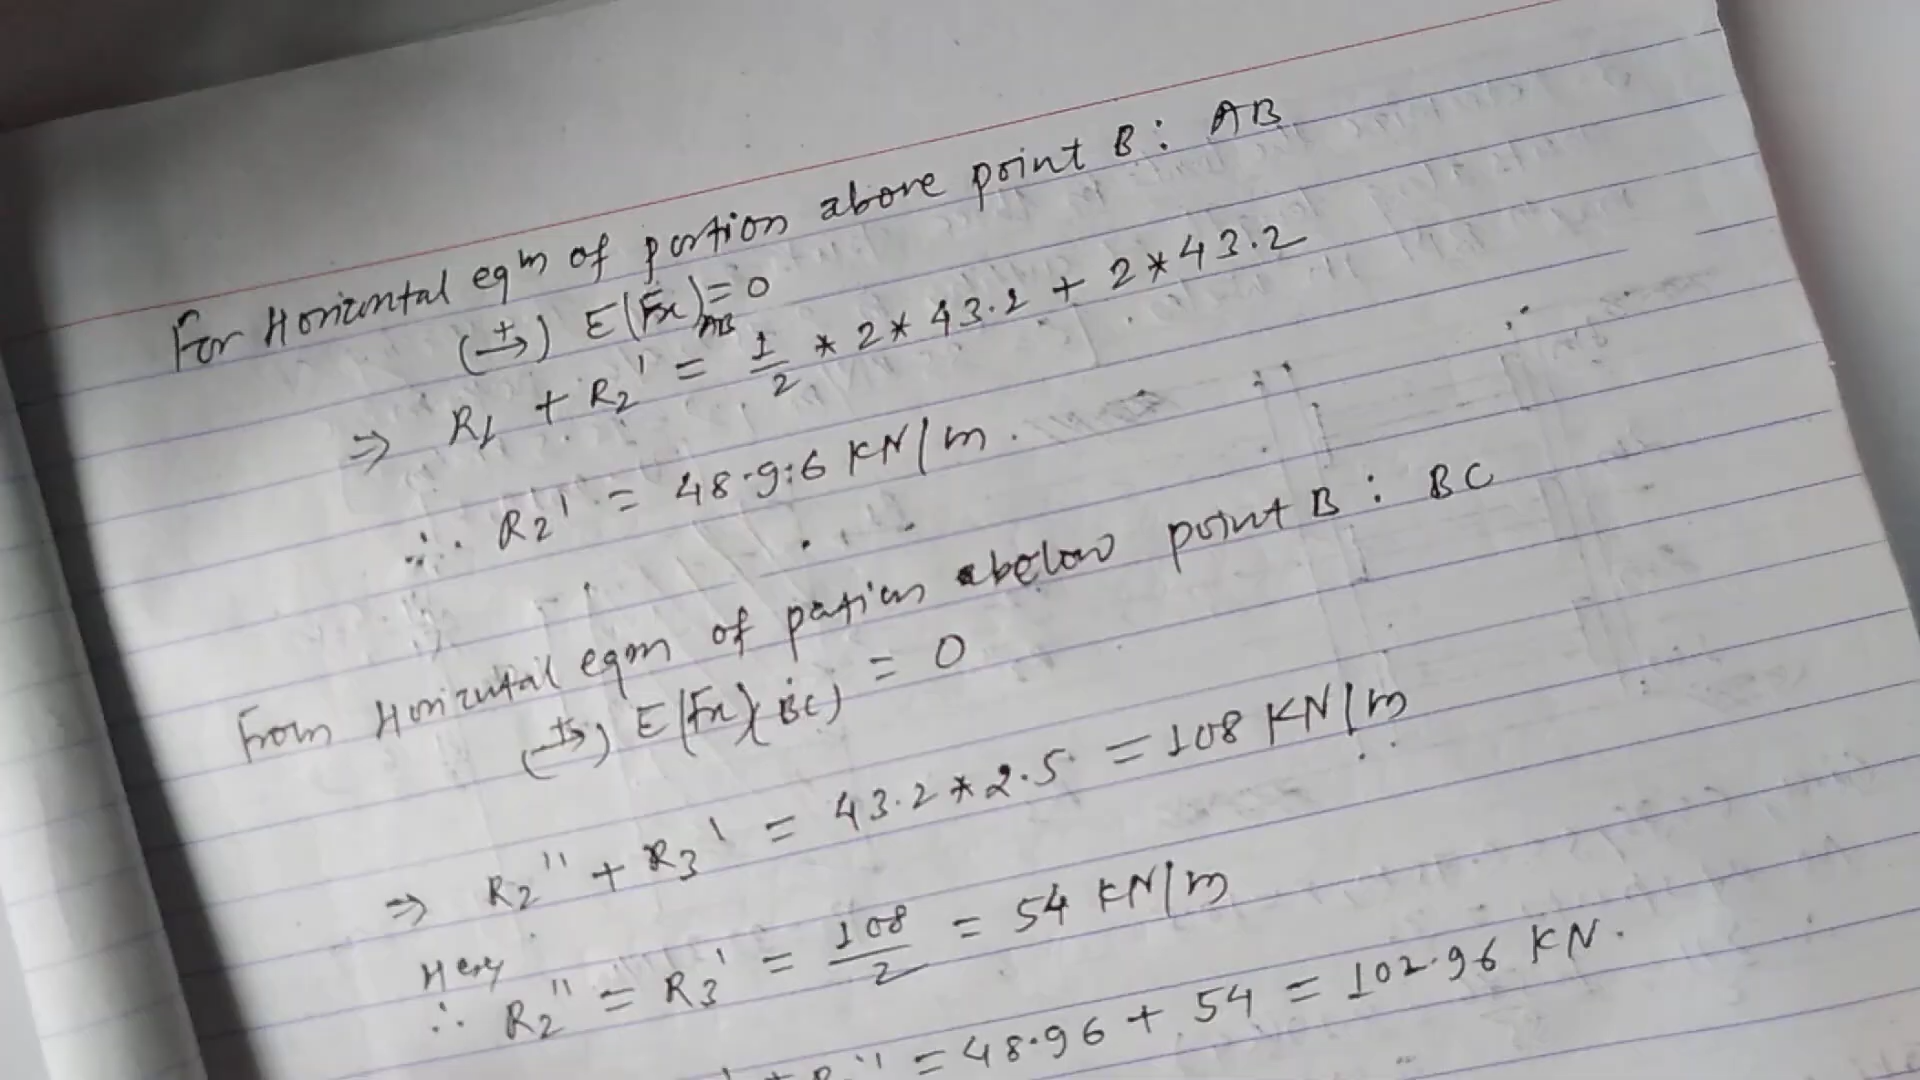 For Horizontal eqm of portion above point B : AB
(+→) Σ(Fx)AB = 0
⇒ R1 + R2' = 1/2 * 2 * 43.2 + 2 * 43.2
∴ R2' = 48.96 KN/m.
From Horizontal eqm of portion below point B : BC
(+→) Σ(Fx)(BC) = 0
⇒ R2'' + R3' = 43.2 * 2.5 = 108 KN/m
Here
∴ R2'' = R3' = 108/2 = 54 KN/m
= 48.96 + 54 = 102.96 KN.